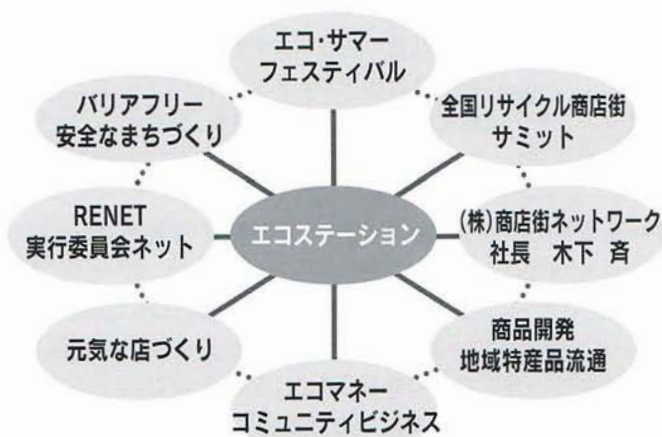 エコ・サマー
フェスティバル
バリアフリー
安全なまちづくり
全国リサイクル商店街
サミット
RENET
実行委員会ネット
エコステーション
(株)商店街ネットワーク
社長 木下 斉
元気な店づくり
商品開発
地域特産品流通
エコマネー
コミュニティビジネス